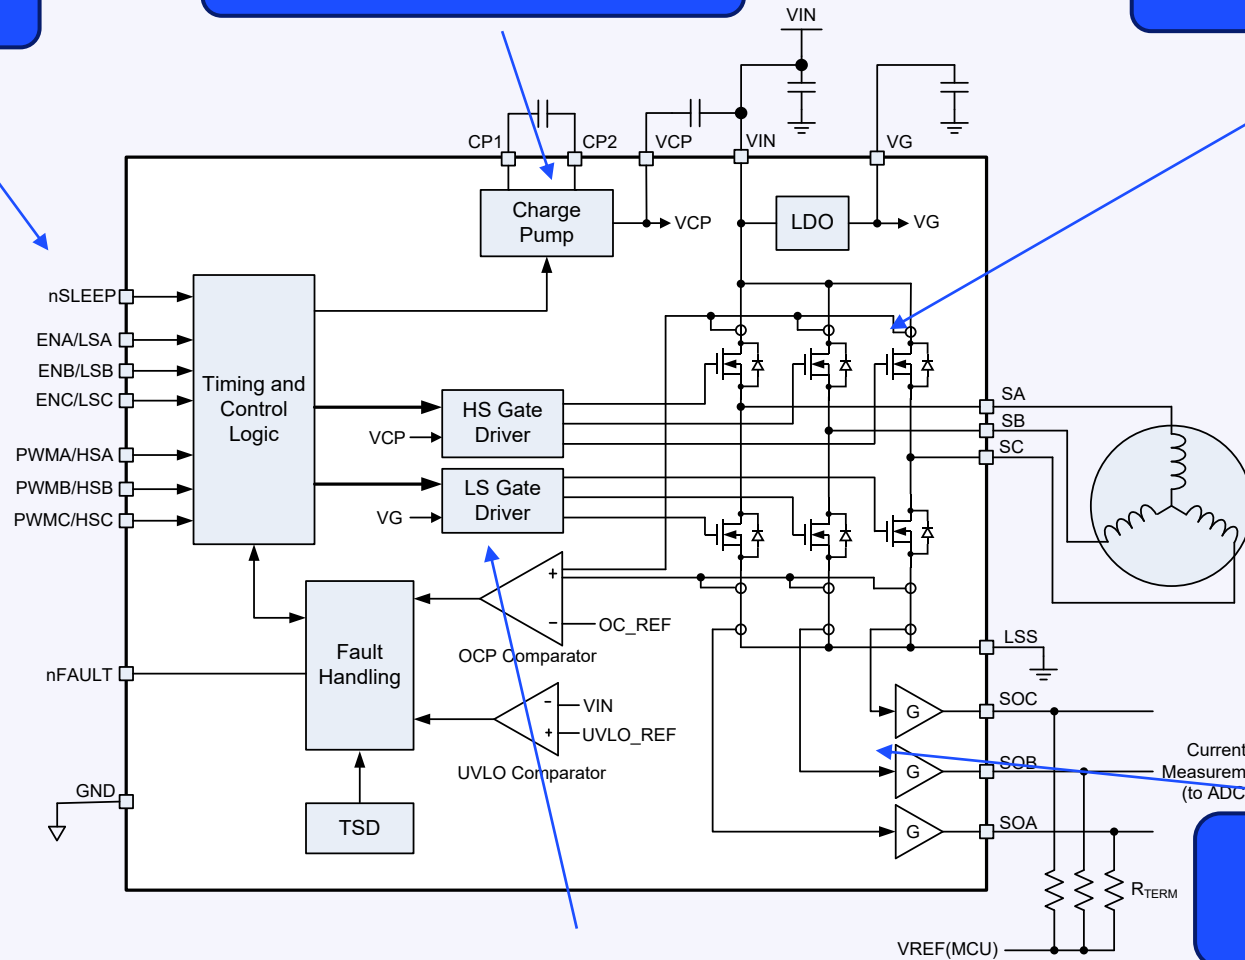 VIN
CP1
CP2
VCP
VIN
VG
Charge
Pump
VCP
LDO
VG
nSLEEP
ENA/LSA
ENB/LSB
ENC/LSC
PWMA/HSA
PWMB/HSB
PWMC/HSC
Timing and
Control
Logic
HS Gate
Driver
VCP
LS Gate
Driver
VG
SA
SB
SC
+
−
OC_REF
OCP Comparator
Fault
Handling
nFAULT
LSS
-
+
VIN
UVLO_REF
UVLO Comparator
G
SOC
G
SOB
G
SOA
Current
Measurem
(to ADC
GND
TSD
RTERM
VREF(MCU)